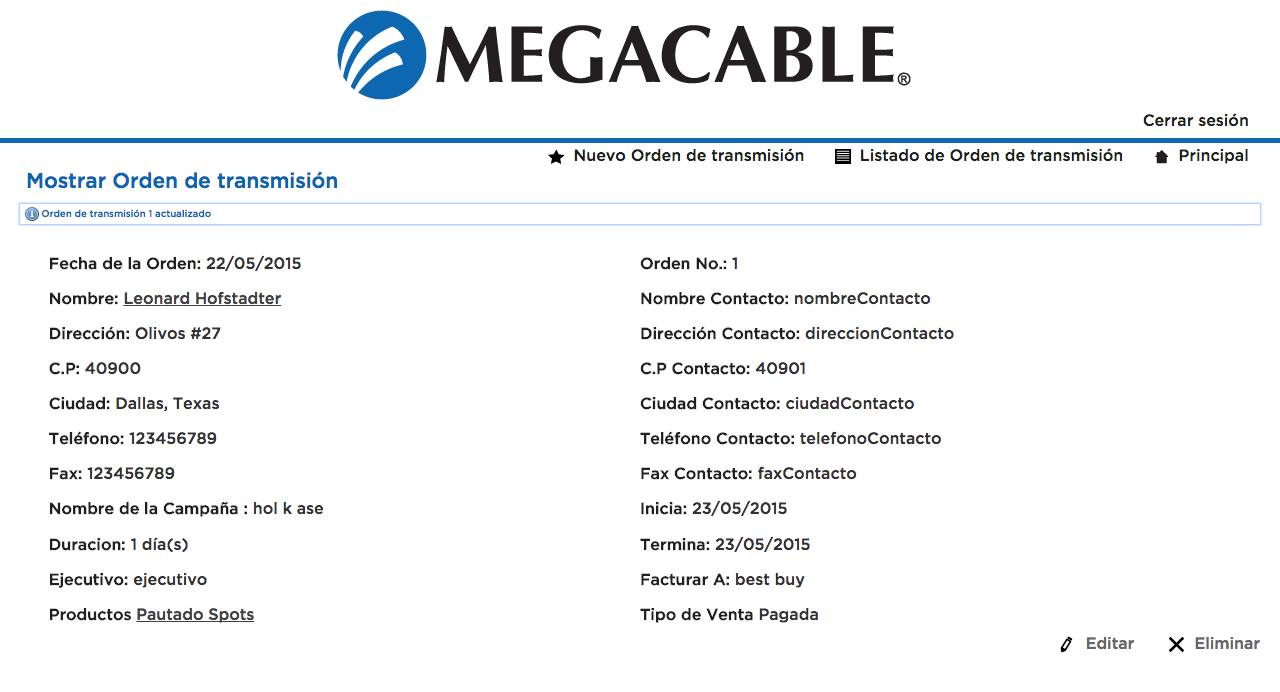 MEGACABLE®
Cerrar sesión
Nuevo Orden de transmisión Listado de Orden de transmisión Principal
Mostrar Orden de transmisión
Orden de transmisión 1 actualizado
Fecha de la Orden: 22/05/2015 Orden No.: 1
Nombre: Leonard Hofstadter Nombre Contacto: nombreContacto
Dirección: Olivos #27 Dirección Contacto: direccionContacto
C.P: 40900 C.P Contacto: 40901
Ciudad: Dallas, Texas Ciudad Contacto: ciudadContacto
Teléfono: 123456789 Teléfono Contacto: telefonoContacto
Fax: 123456789 Fax Contacto: faxContacto
Nombre de la Campaña : hol k ase Inicia: 23/05/2015
Duracion: 1 día(s) Termina: 23/05/2015
Ejecutivo: ejecutivo Facturar A: best buy
Productos Pautado Spots Tipo de Venta Pagada
Editar Eliminar